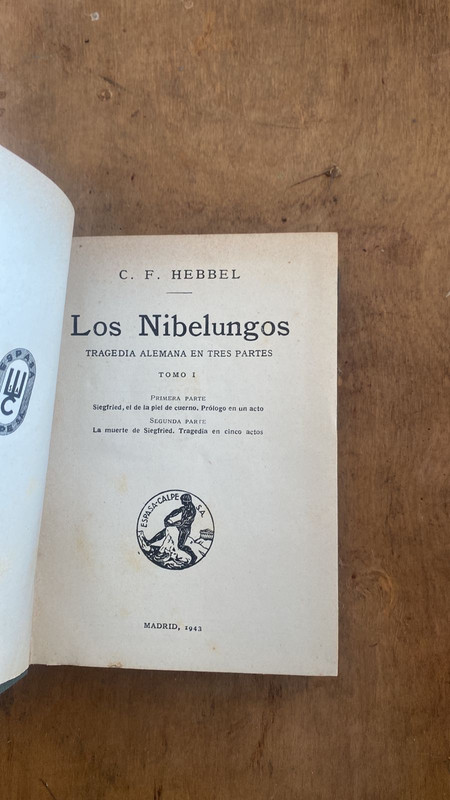 C. F. HEBBEL
Los Nibelungos
TRAGEDIA ALEMANA EN TRES PARTES
TOMO I
PRIMERA PARTE
Siegfried, el de la piel de cuerno. Prólogo en un acto
SEGUNDA PARTE
La muerte de Siegfried. Tragedia en cinco actos
ESPASA-CALPE S.A.
MADRID, 1943